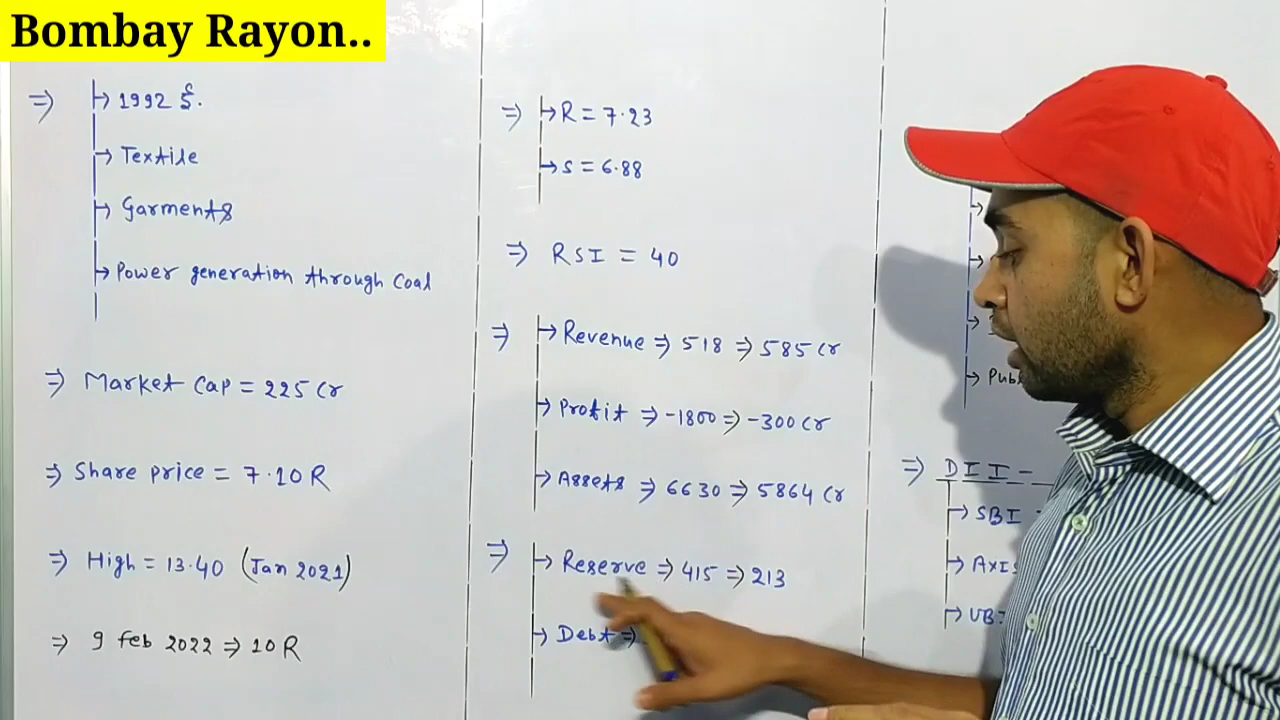 Bombay Rayon..
⇒ → 1992 ई.
→ Textile
→ Garments
→ Power generation through Coal
⇒ Market Cap = 225 Cr
⇒ Share price = 7.10 R
⇒ High = 13.40 (Jan 2021)
⇒ 9 feb 2022 ⇒ 10 R
⇒ → R = 7.23
→ S = 6.88
⇒ RSI = 40
⇒ → Revenue ⇒ 518 ⇒ 585 Cr
→ Profit ⇒ -1800 ⇒ -300 Cr
→ Assets ⇒ 6630 ⇒ 5864 Cr
⇒ → Reserve ⇒ 415 ⇒ 213
→ Debt ⇒
⇒ DII -
→ SBI
→ AXIS
→ UBI